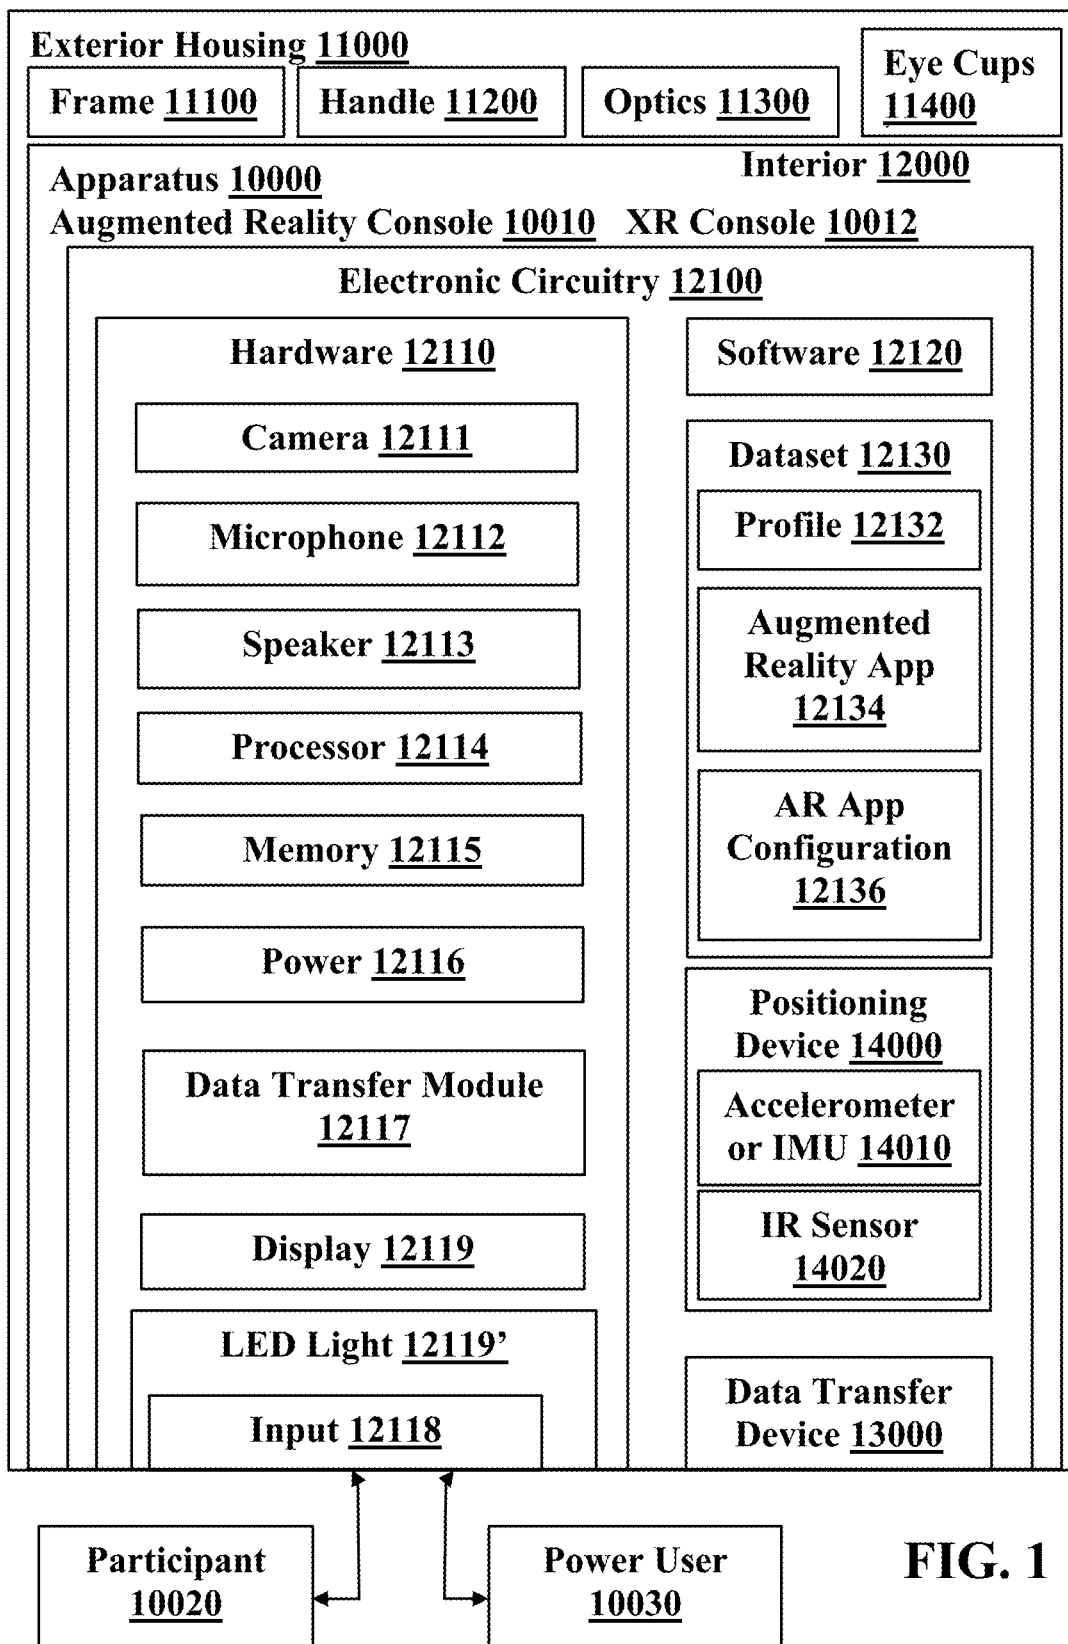 Exterior Housing 11000
Frame 11100
Handle 11200
Optics 11300
Eye Cups
11400
Interior 12000
Apparatus 10000
Augmented Reality Console 10010 XR Console 10012
Electronic Circuitry 12100
Hardware 12110
Camera 12111
Microphone 12112
Speaker 12113
Processor 12114
Memory 12115
Power 12116
Data Transfer Module
12117
Display 12119
LED Light 12119’
Input 12118
Software 12120
Dataset 12130
Profile 12132
Augmented
Reality App
12134
AR App
Configuration
12136
Positioning
Device 14000
Accelerometer
or IMU 14010
IR Sensor
14020
Data Transfer
Device 13000
Participant
10020
Power User
10030
FIG. 1